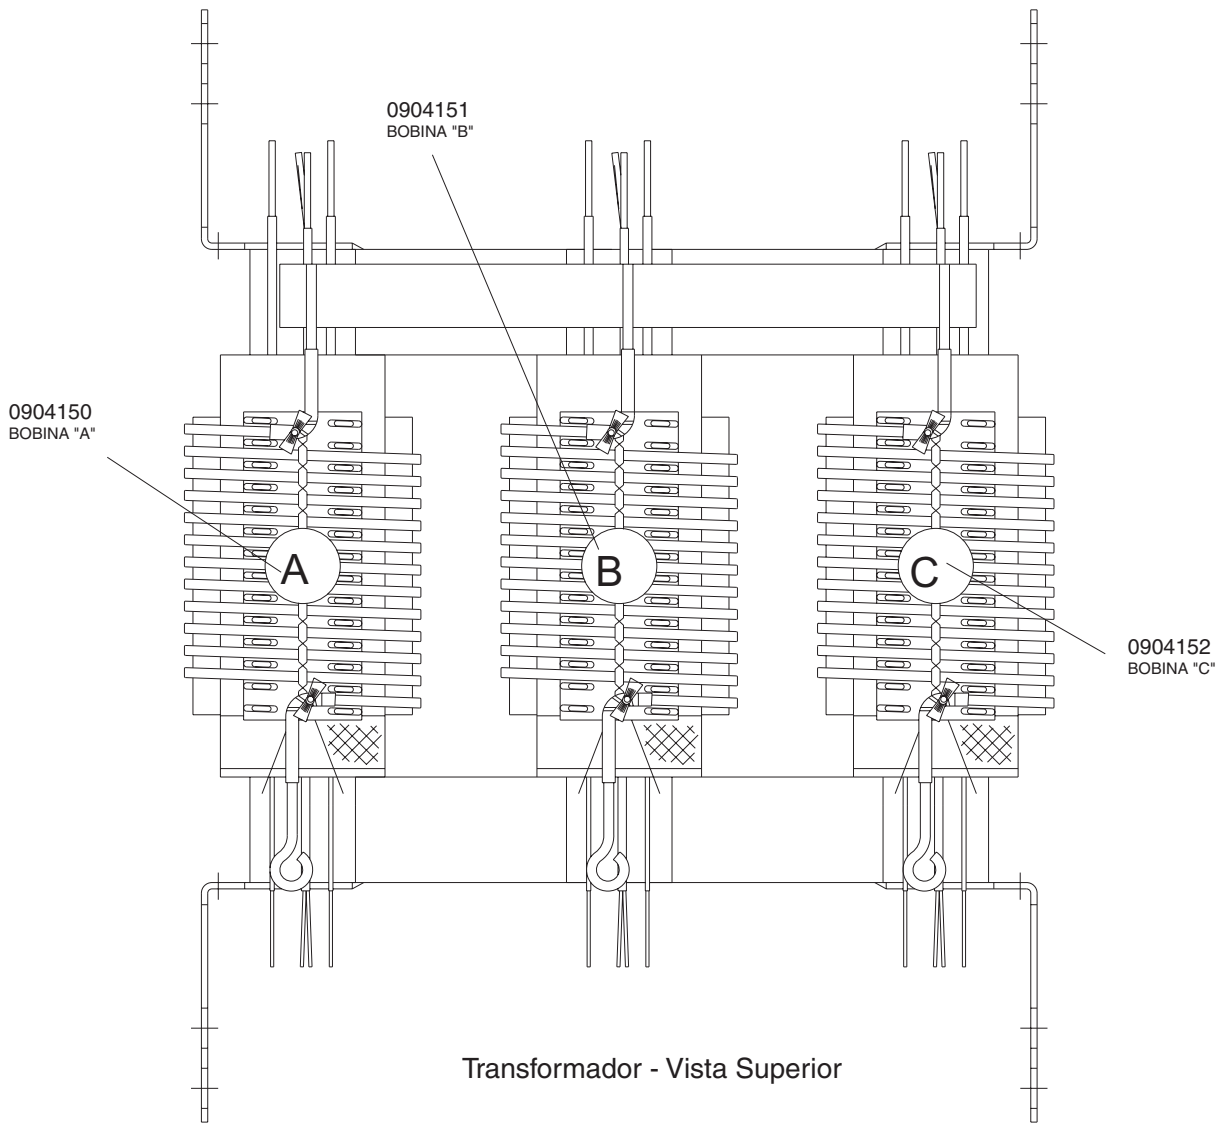 0904151
BOBINA "B"
0904150
BOBINA "A"
A
B
C
0904152
BOBINA "C"
Transformador - Vista Superior